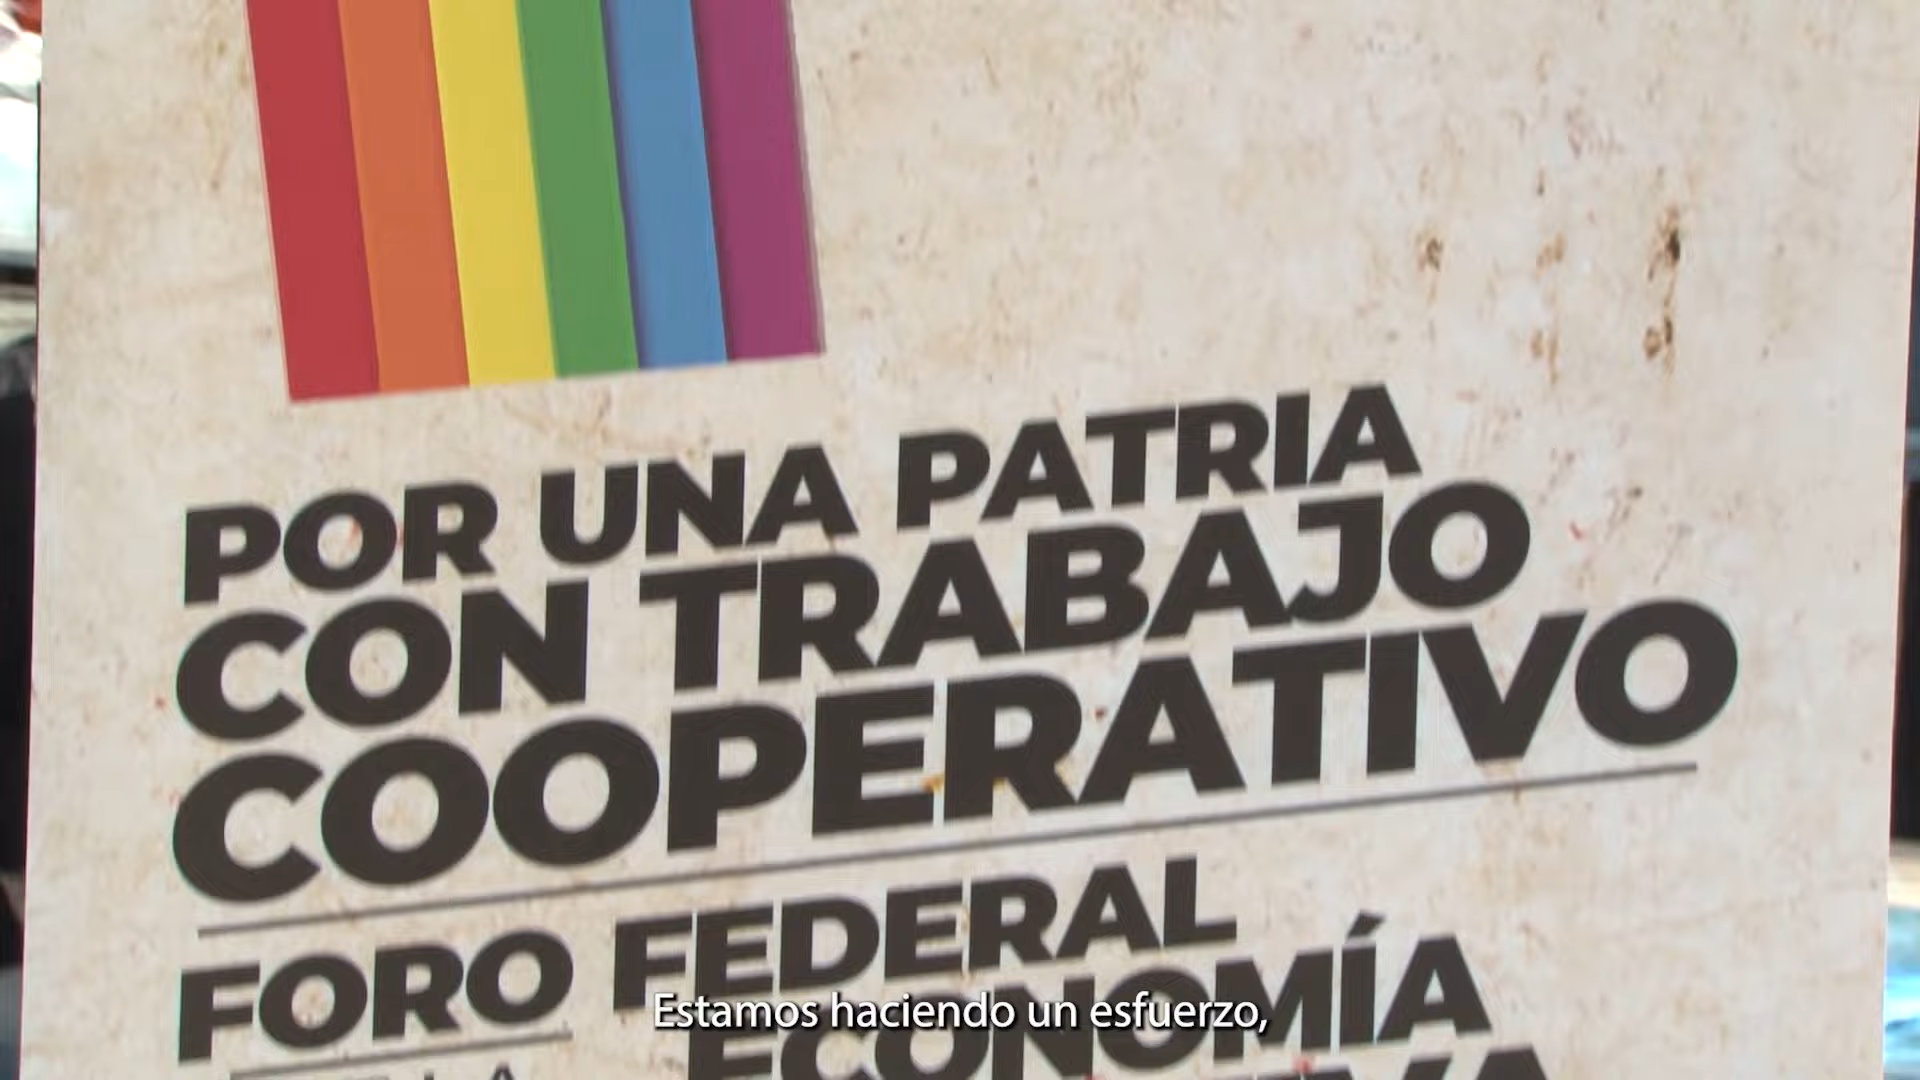 POR UNA PATRIA
CON TRABAJO
COOPERATIVO
FORO FEDERAL
ECONOMÍA
Estamos haciendo un esfuerzo,